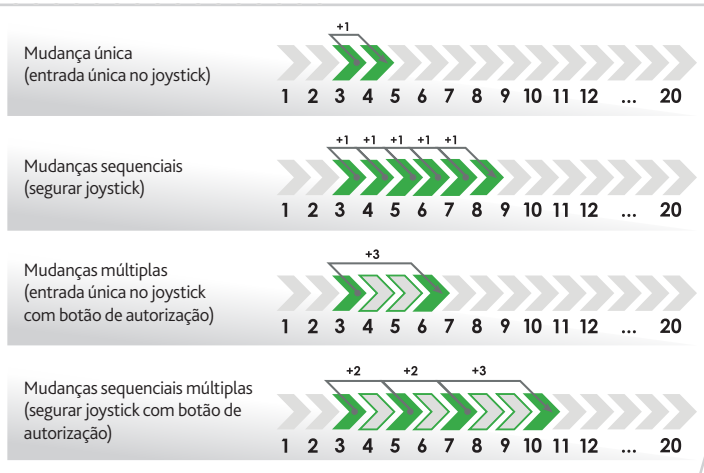 +1
Mudança única
(entrada única no joystick)
1 2 3 4 5 6 7 8 9 10 11 12 ... 20
+1 +1 +1 +1 +1
Mudanças sequenciais
(segurar joystick)
1 2 3 4 5 6 7 8 9 10 11 12 ... 20
+3
Mudanças múltiplas
(entrada única no joystick
com botão de autorização)
1 2 3 4 5 6 7 8 9 10 11 12 ... 20
+2 +2 +3
Mudanças sequenciais múltiplas
(segurar joystick com botão de
autorização)
1 2 3 4 5 6 7 8 9 10 11 12 ... 20